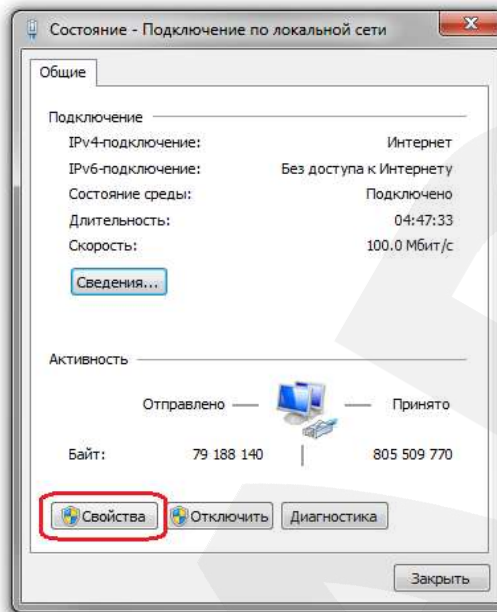 Состояние - Подключение по локальной сети
Общие
Подключение
IPv4-подключение: Интернет
IPv6-подключение: Без доступа к Интернету
Состояние среды: Подключено
Длительность: 04:47:33
Скорость: 100.0 Мбит/с
Сведения...
Активность
Отправлено — Принято
Байт: 79 188 140 | 805 509 770
Свойства Отключить Диагностика
Закрыть